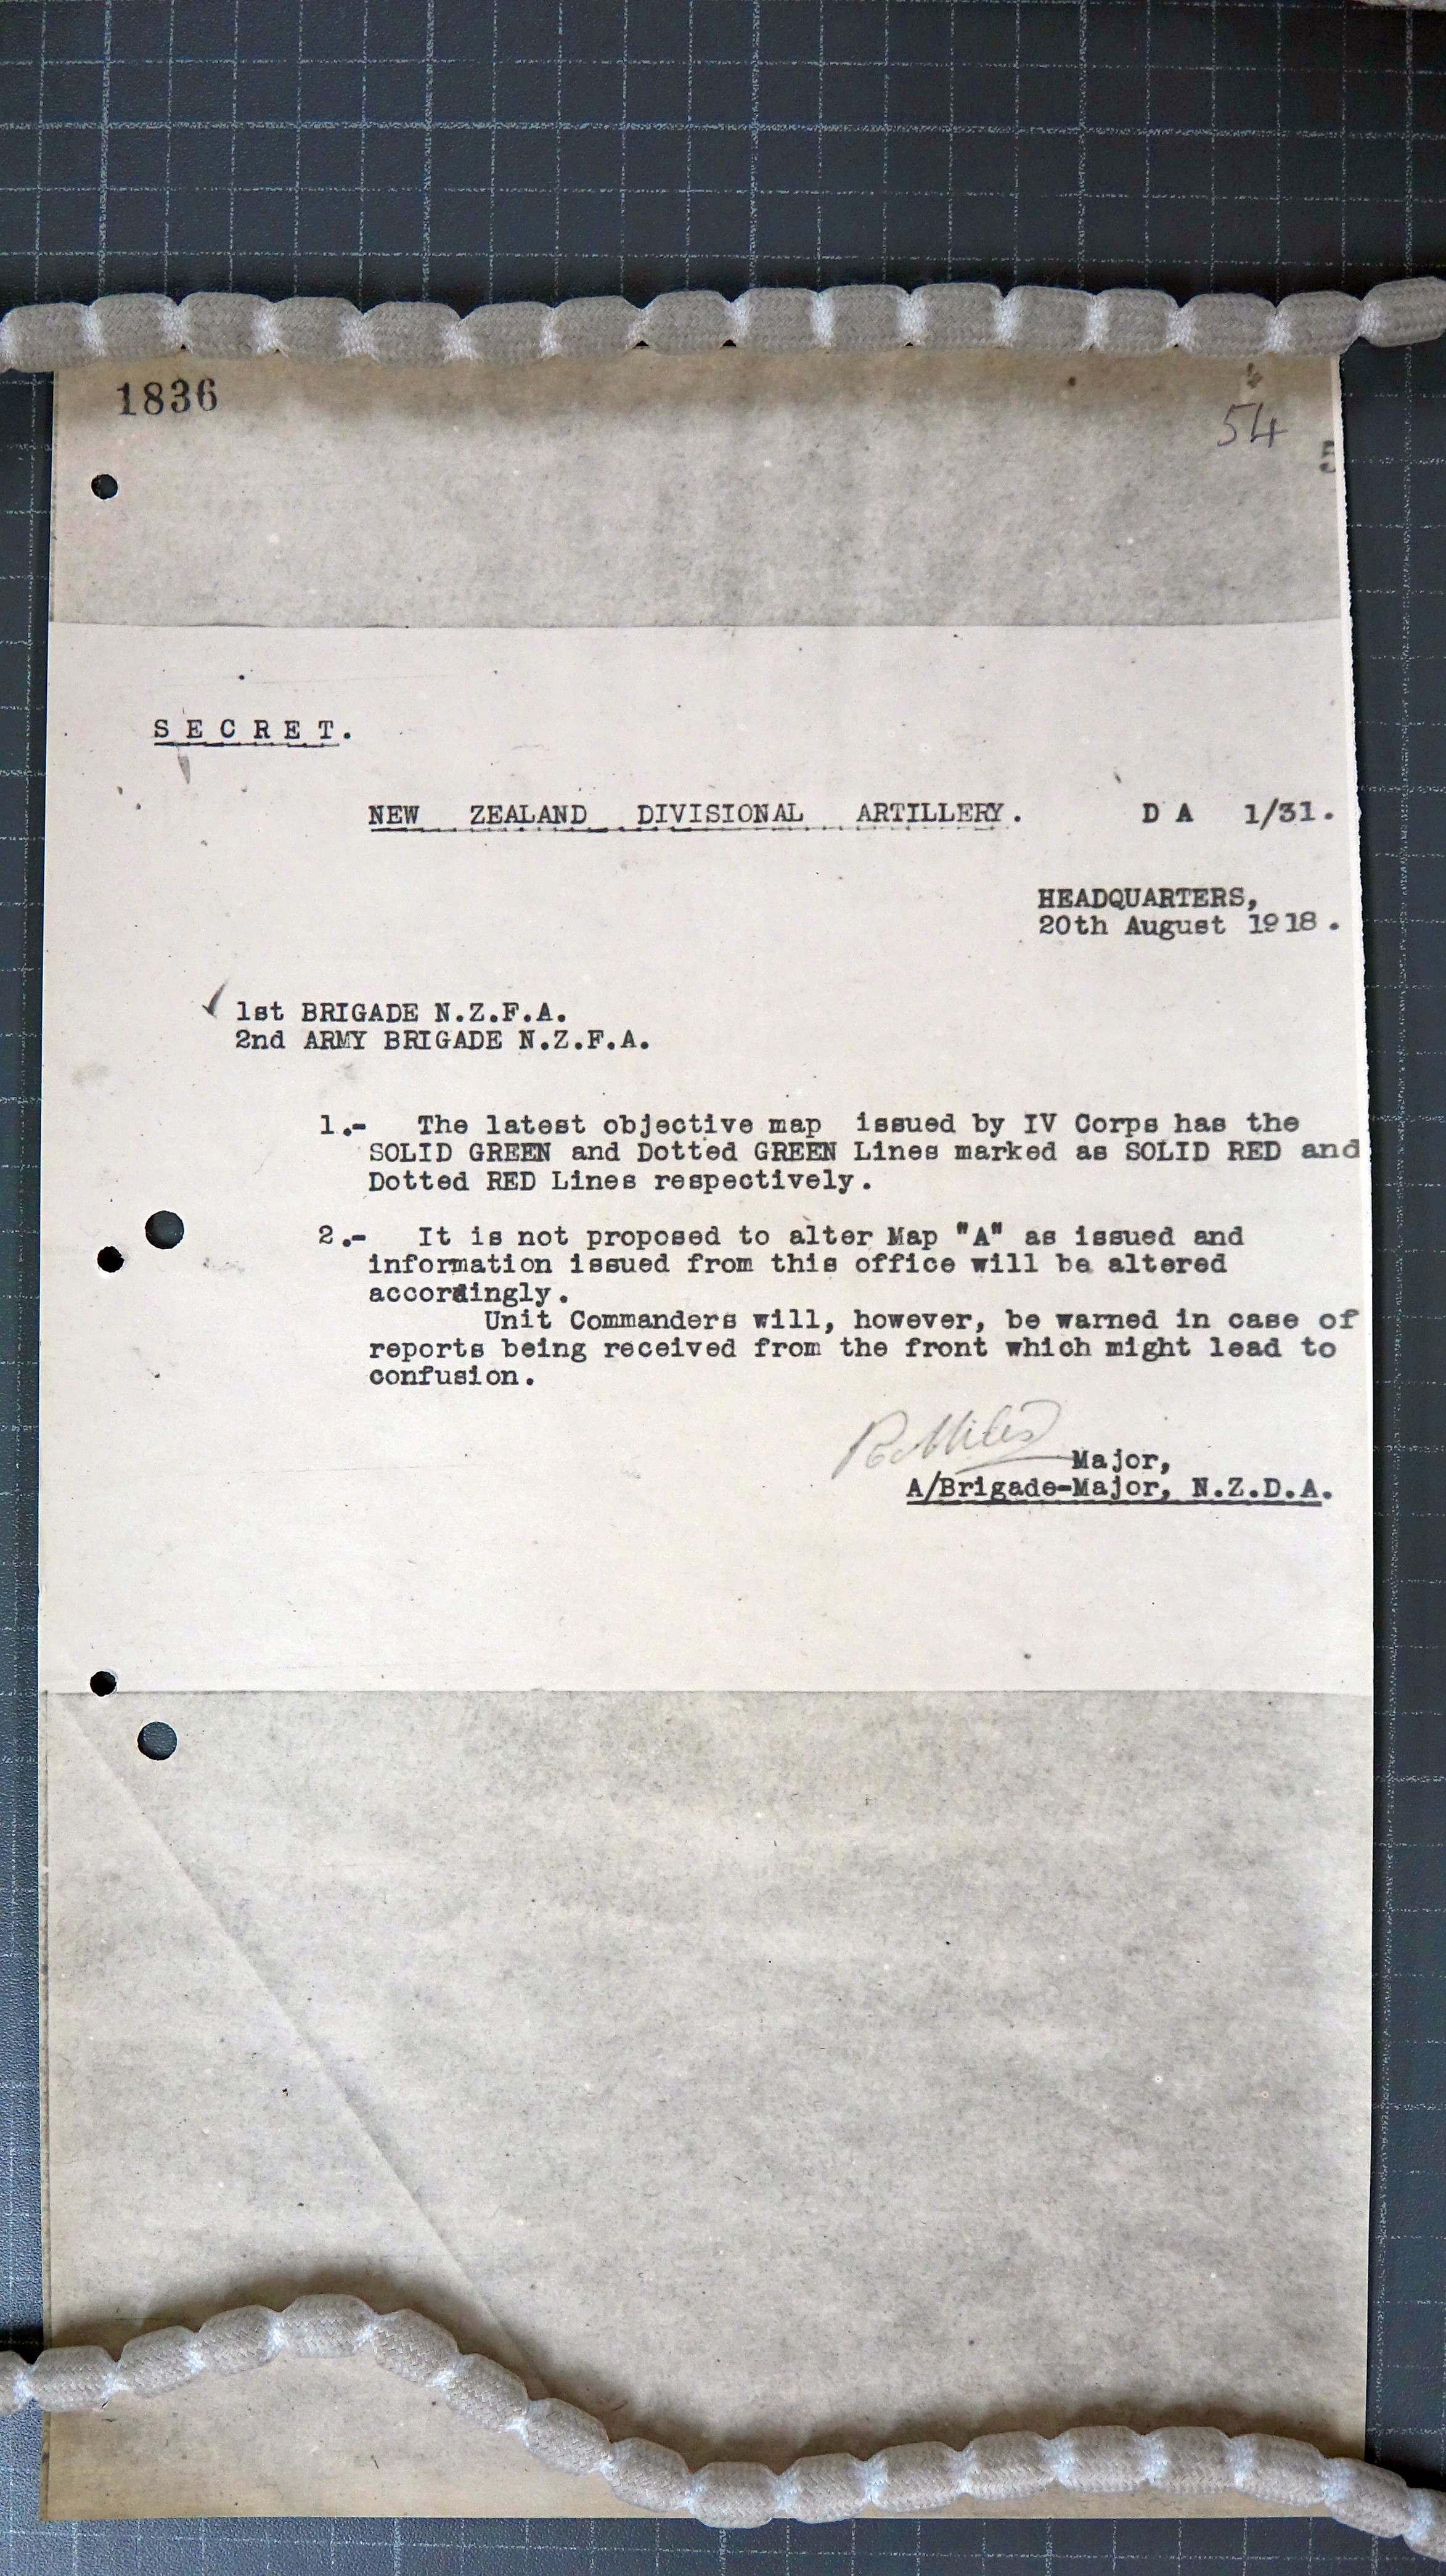 1836
54
S E C R E T.
NEW ZEALAND DIVISIONAL ARTILLERY. D A 1/31.
HEADQUARTERS,
20th August 1918.
1st BRIGADE N.Z.F.A.
2nd ARMY BRIGADE N.Z.F.A.
1.- The latest objective map issued by IV Corps has the
SOLID GREEN and Dotted GREEN Lines marked as SOLID RED and
Dotted RED Lines respectively.
2.- It is not proposed to alter Map "A" as issued and
information issued from this office will be altered
accordingly.
Unit Commanders will, however, be warned in case of
reports being received from the front which might lead to
confusion.
R Miles
Major,
A/Brigade-Major, N.Z.D.A.